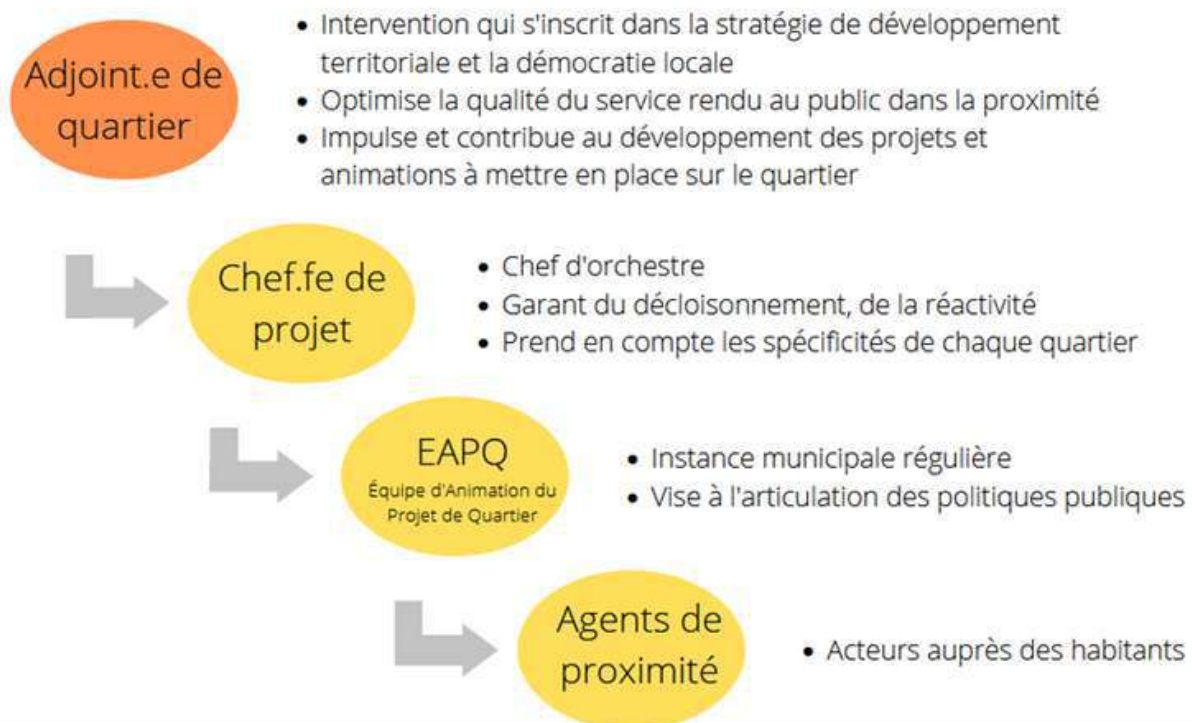 Adjoint.e de
quartier
• Intervention qui s'inscrit dans la stratégie de développement
territoriale et la démocratie locale
• Optimise la qualité du service rendu au public dans la proximité
• Impulse et contribue au développement des projets et
animations à mettre en place sur le quartier
Chef.fe de
projet
• Chef d'orchestre
• Garant du décloisonnement, de la réactivité
• Prend en compte les spécificités de chaque quartier
EAPQ
Équipe d'Animation du
Projet de Quartier
• Instance municipale régulière
• Vise à l'articulation des politiques publiques
Agents de
proximité
• Acteurs auprès des habitants